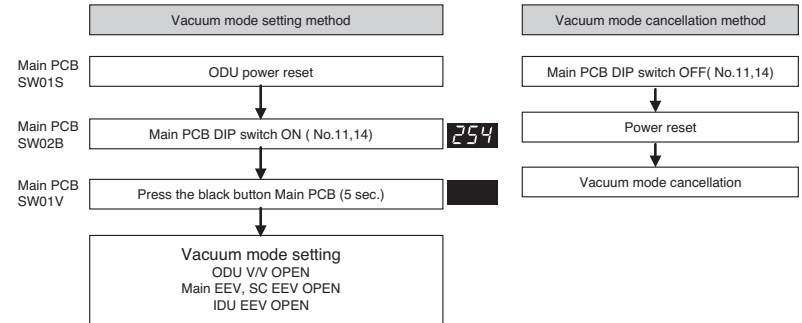 Vacuum mode setting method
Main PCB
SW01S
ODU power reset
Main PCB
SW02B
Main PCB DIP switch ON ( No.11,14)
254
Main PCB
SW01V
Press the black button Main PCB (5 sec.)
Vacuum mode setting
ODU V/V OPEN
Main EEV, SC EEV OPEN
IDU EEV OPEN
Vacuum mode cancellation method
Main PCB DIP switch OFF( No.11,14)
Power reset
Vacuum mode cancellation